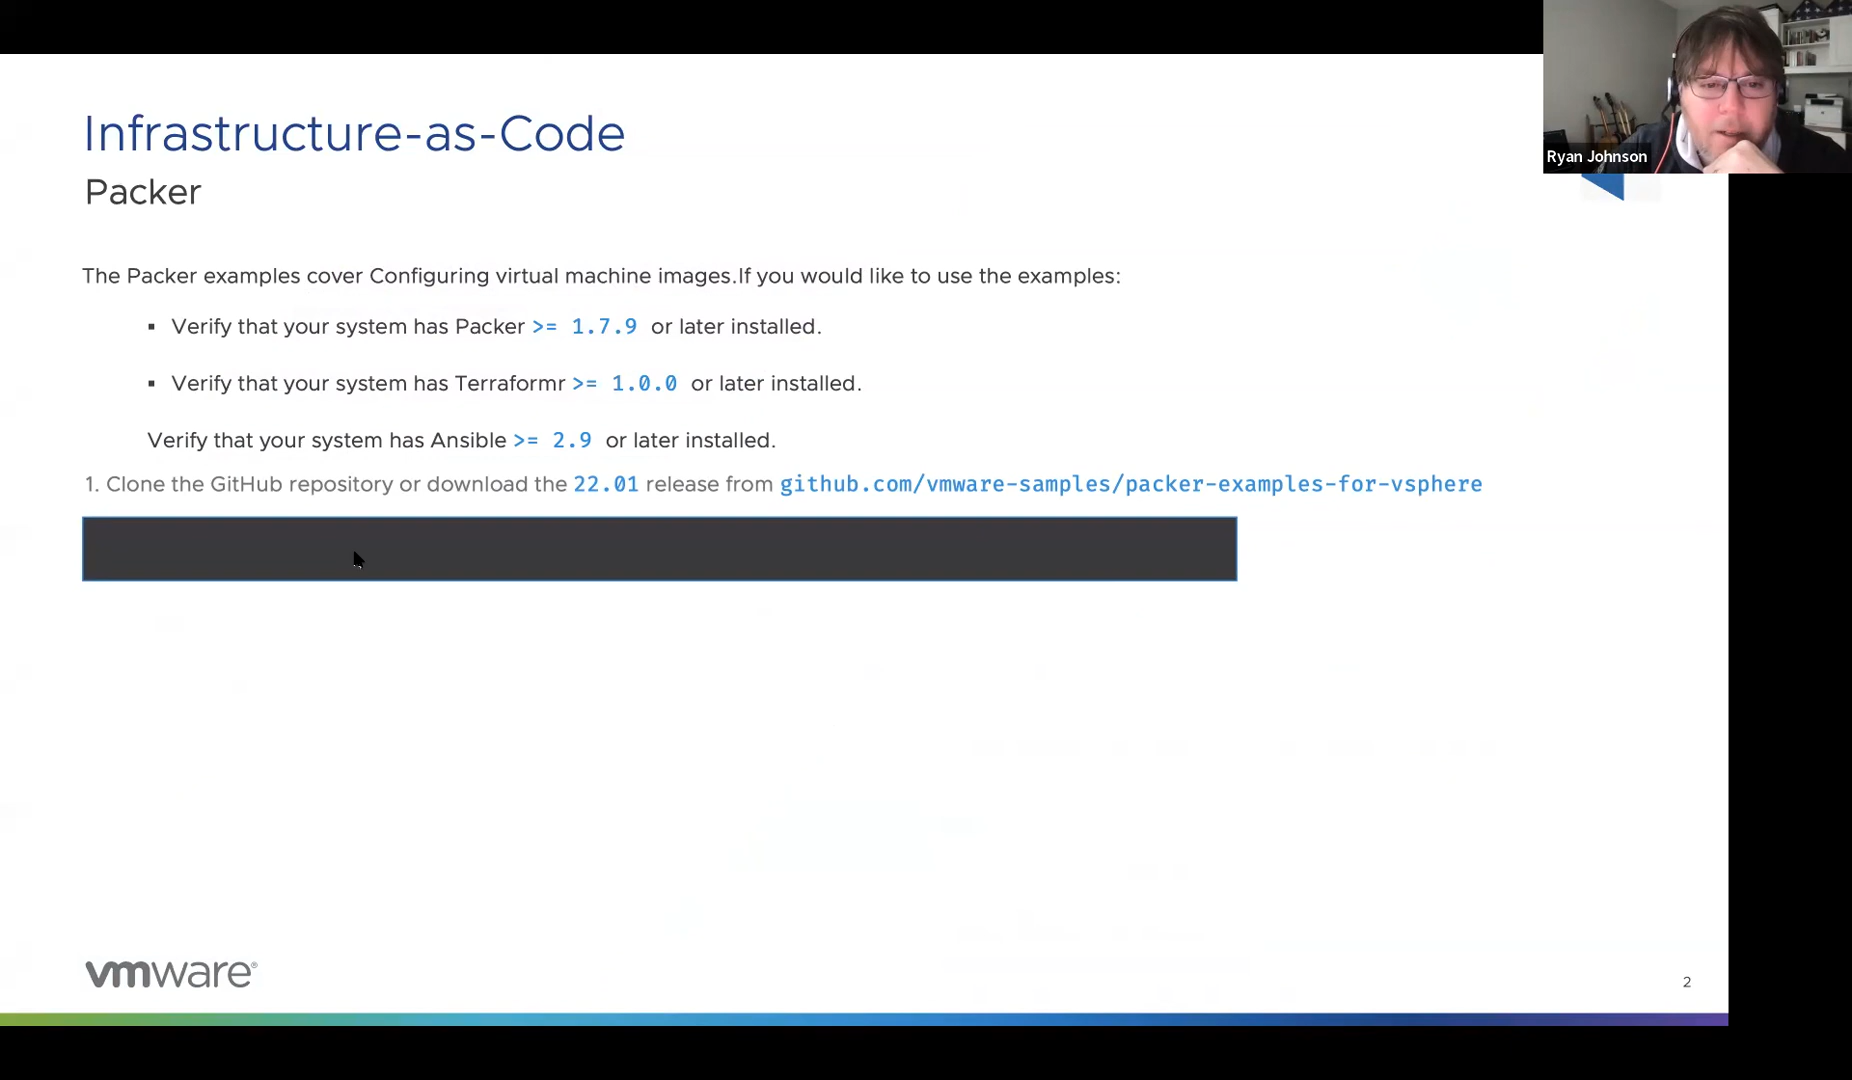 Infrastructure-as-Code
Packer
Ryan Johnson
The Packer examples cover Configuring virtual machine images.If you would like to use the examples:
▪ Verify that your system has Packer >= 1.7.9 or later installed.
▪ Verify that your system has Terraformr >= 1.0.0 or later installed.
Verify that your system has Ansible >= 2.9 or later installed.
1. Clone the GitHub repository or download the 22.01 release from github.com/vmware-samples/packer-examples-for-vsphere
vmware®
2